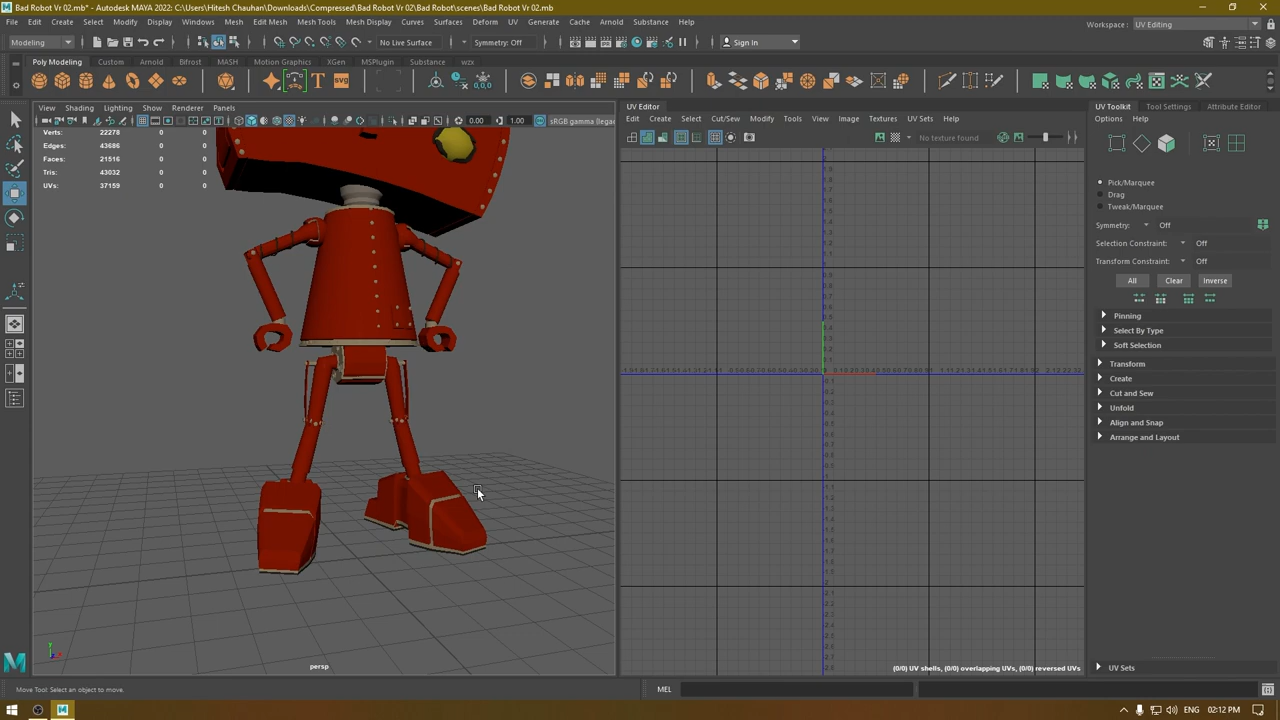 Bad Robot Vr 02.mb* - Autodesk MAYA 2022: C:\Users\Hitesh Chauhan\Downloads\Compressed\Bad Robot Vr 02\Bad Robot\scenes\Bad Robot Vr 02.mb
File Edit Create Select Modify Display Windows Mesh Edit Mesh Mesh Tools Mesh Display Curves Surfaces Deform UV Generate Cache Arnold Substance Help
Workspace : UV Editing
Modeling No Live Surface Symmetry: Off Sign In
Poly Modeling Custom Arnold Bifrost MASH Motion Graphics XGen MSPlugin Substance wzx
View Shading Lighting Show Renderer Panels
0.00 1.00 sRGB gamma (legac
Verts: 22278 0 0
Edges: 43686 0 0
Faces: 21516 0 0
Tris: 43032 0 0
UVs: 37159 0 0
persp
UV Editor
Edit Create Select Cut/Sew Modify Tools View Image Textures UV Sets Help
No texture found
(0/0) UV shells, (0/0) overlapping UVs, (0/0) reversed UVs
UV Toolkit Tool Settings Attribute Editor
Options Help
Pick/Marquee
Drag
Tweak/Marquee
Symmetry: Off
Selection Constraint: Off
Transform Constraint: Off
All Clear Inverse
Pinning
Select By Type
Soft Selection
Transform
Create
Cut and Sew
Unfold
Align and Snap
Arrange and Layout
UV Sets
Move Tool: Select an object to move.
MEL
ENG 02:12 PM